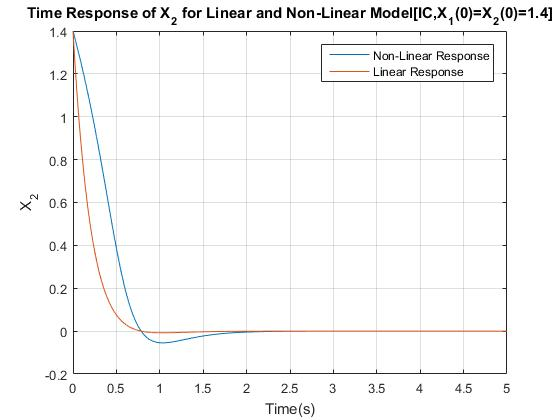 Time Response of X2 for Linear and Non-Linear Model[IC,X1(0)=X2(0)=1.4]
Non-Linear Response
Linear Response
X2
1.4
1.2
1
0.8
0.6
0.4
0.2
0
-0.2
0 0.5 1 1.5 2 2.5 3 3.5 4 4.5 5
Time(s)